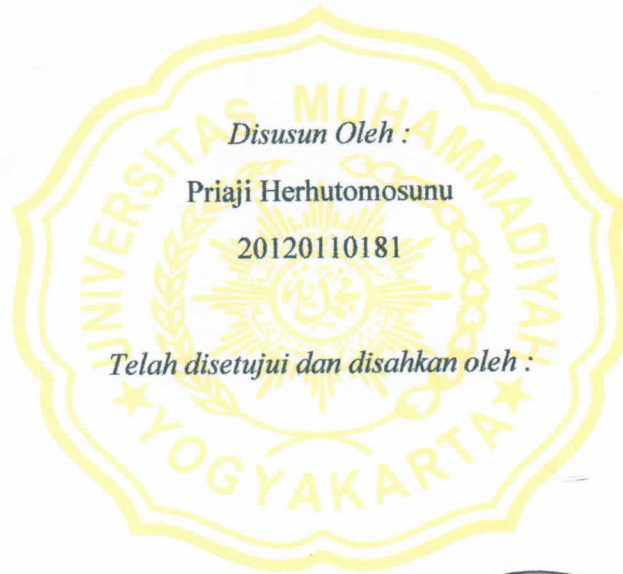 UNIVERSITAS MUHAMMADIYAH
Disusun Oleh :
Priaji Herhutomosunu
20120110181
Telah disetujui dan disahkan oleh :
YOGYAKARTA